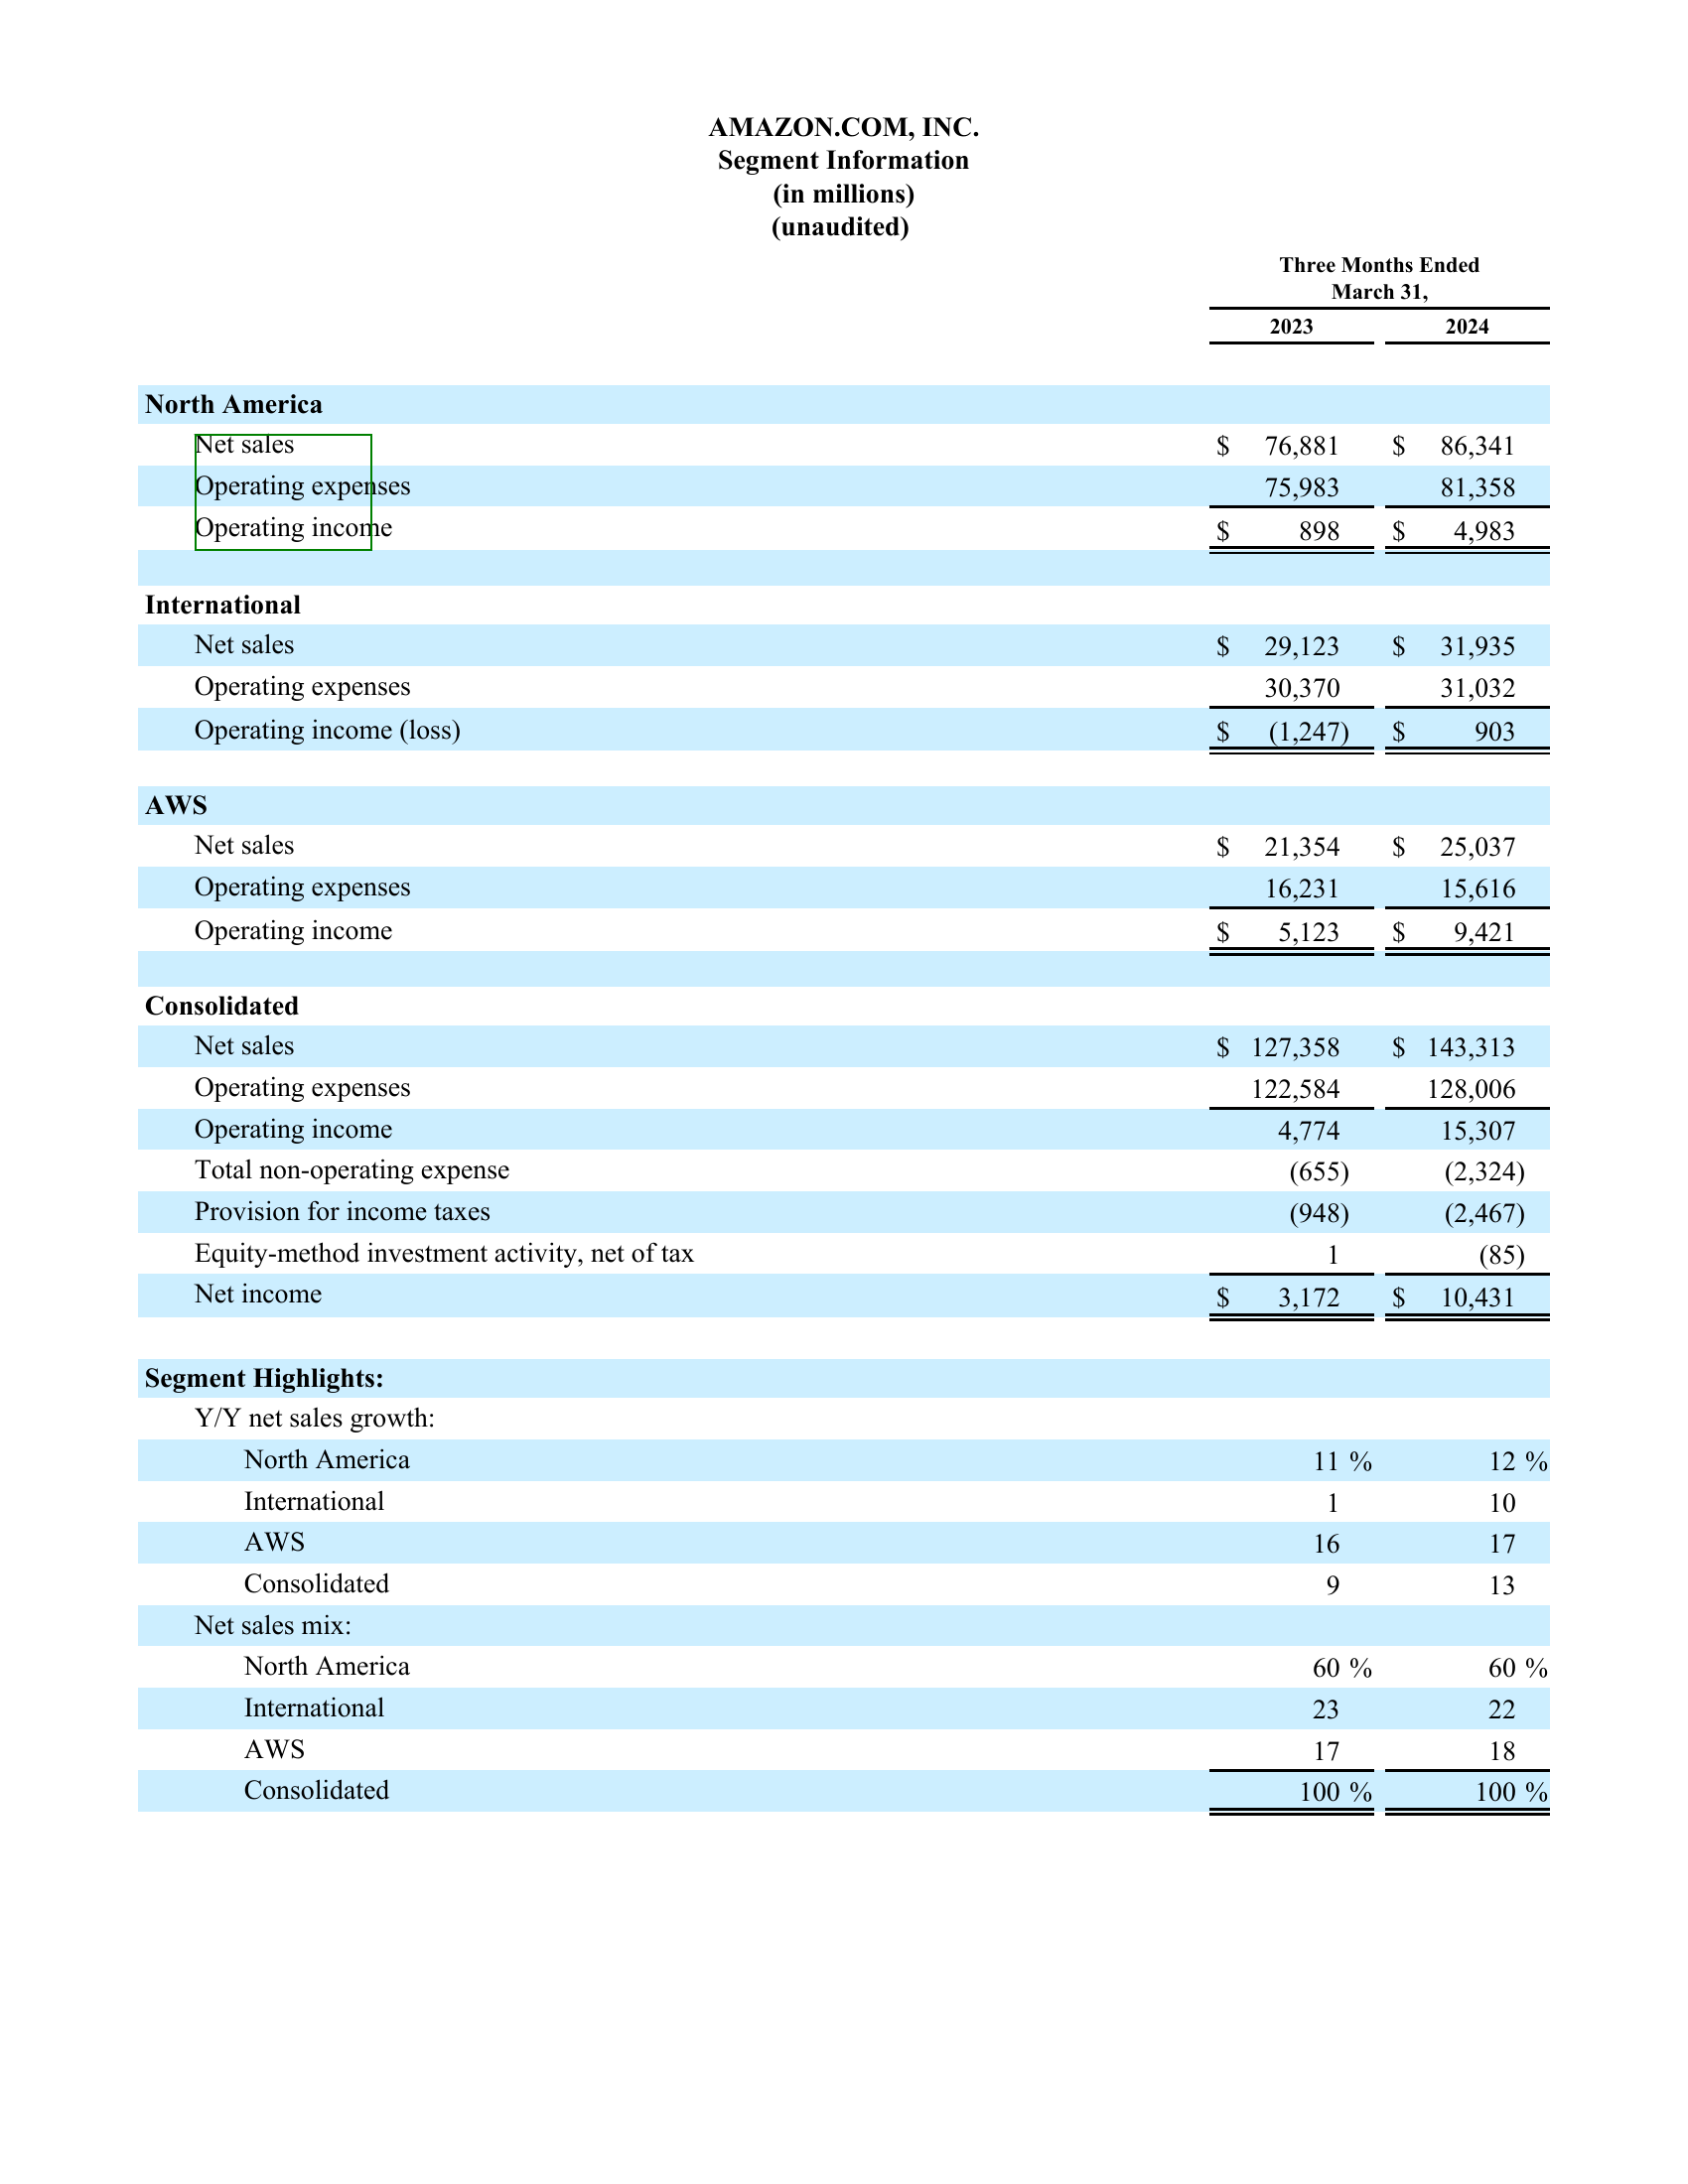 AMAZON.COM, INC.
Segment Information
(in millions)
(unaudited)
Three Months Ended
March 31,
2023 2024
North America
Net sales $ 76,881 $ 86,341
Operating expenses 75,983 81,358
Operating income $ 898 $ 4,983
International
Net sales $ 29,123 $ 31,935
Operating expenses 30,370 31,032
Operating income (loss) $ (1,247) $ 903
AWS
Net sales $ 21,354 $ 25,037
Operating expenses 16,231 15,616
Operating income $ 5,123 $ 9,421
Consolidated
Net sales $ 127,358 $ 143,313
Operating expenses 122,584 128,006
Operating income 4,774 15,307
Total non-operating expense (655) (2,324)
Provision for income taxes (948) (2,467)
Equity-method investment activity, net of tax 1 (85)
Net income $ 3,172 $ 10,431
Segment Highlights:
Y/Y net sales growth:
North America 11 % 12 %
International 1 10
AWS 16 17
Consolidated 9 13
Net sales mix:
North America 60 % 60 %
International 23 22
AWS 17 18
Consolidated 100 % 100 %